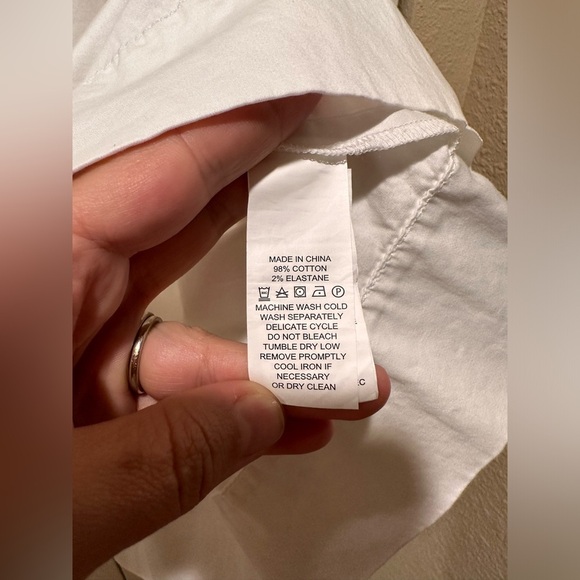 MADE IN CHINA
98% COTTON
2% ELASTANE
P
MACHINE WASH COLD
WASH SEPARATELY
DELICATE CYCLE
DO NOT BLEACH
TUMBLE DRY LOW
REMOVE PROMPTLY
COOL IRON IF
NECESSARY
OR DRY CLEAN
C